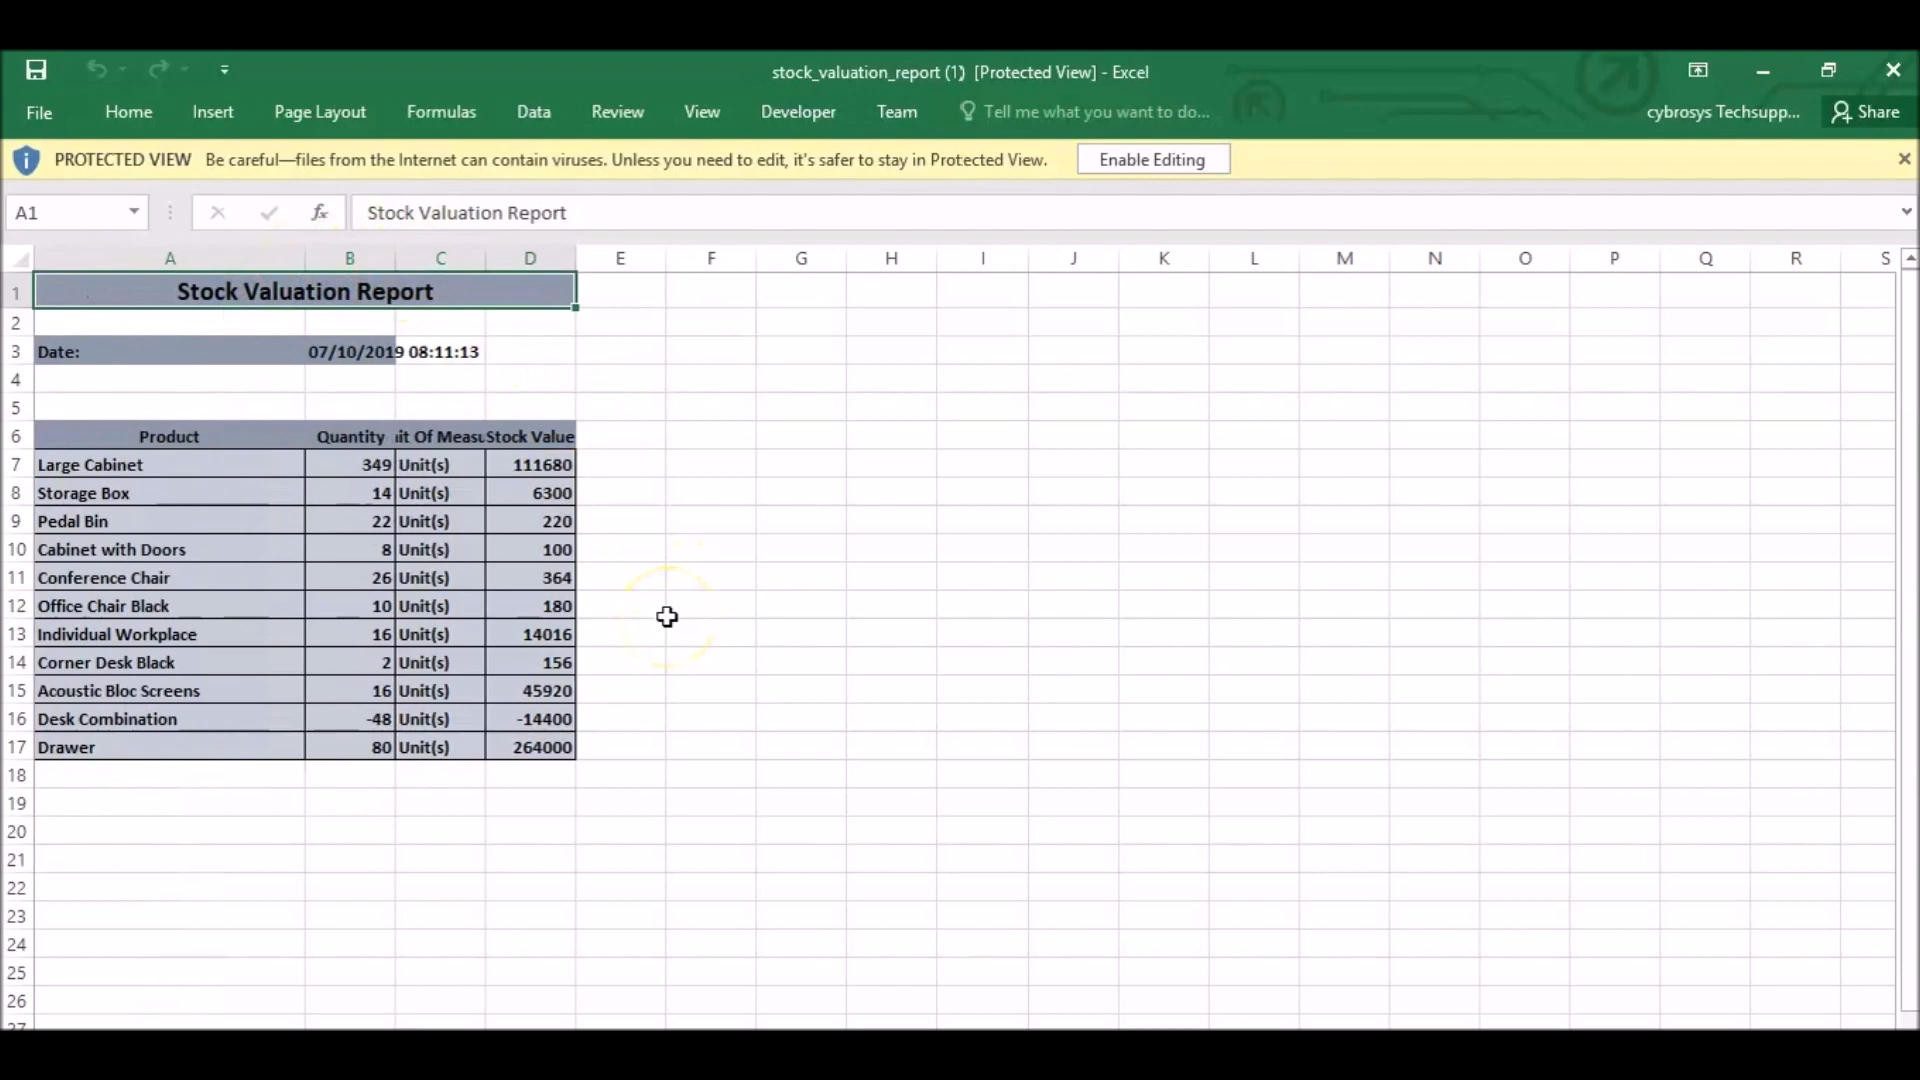 stock_valuation_report (1) [Protected View] - Excel
File Home Insert Page Layout Formulas Data Review View Developer Team Tell me what you want to do... cybrosys Techsupp... Share
PROTECTED VIEW Be careful—files from the Internet can contain viruses. Unless you need to edit, it's safer to stay in Protected View. Enable Editing
A1 fx Stock Valuation Report
A B C D E F G H I J K L M N O P Q R S
1 Stock Valuation Report
2
3 Date: 07/10/2019 08:11:13
4
5
6 Product Quantity it Of Measu Stock Value
7 Large Cabinet 349 Unit(s) 111680
8 Storage Box 14 Unit(s) 6300
9 Pedal Bin 22 Unit(s) 220
10 Cabinet with Doors 8 Unit(s) 100
11 Conference Chair 26 Unit(s) 364
12 Office Chair Black 10 Unit(s) 180
13 Individual Workplace 16 Unit(s) 14016
14 Corner Desk Black 2 Unit(s) 156
15 Acoustic Bloc Screens 16 Unit(s) 45920
16 Desk Combination -48 Unit(s) -14400
17 Drawer 80 Unit(s) 264000
18
19
20
21
22
23
24
25
26
27